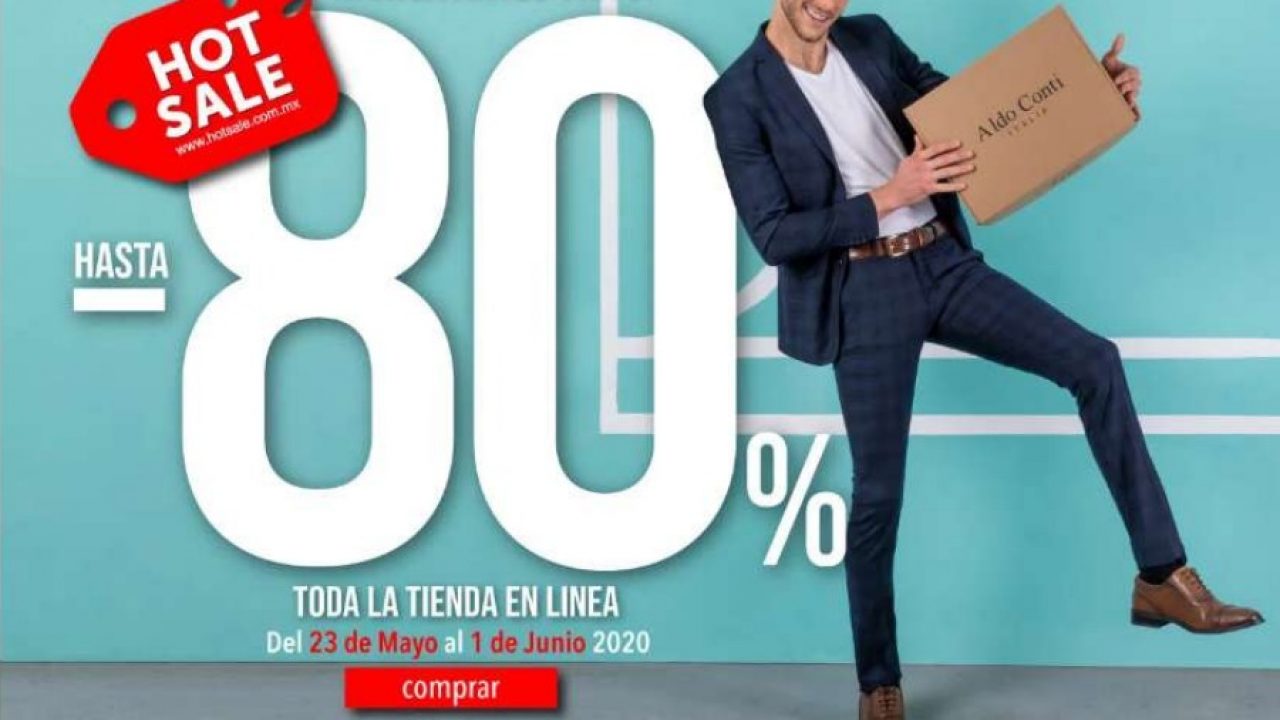 HOT
SALE
www.hotsale.com.mx
Aldo Conti
ITALIA
HASTA
-80%
TODA LA TIENDA EN LINEA
Del 23 de Mayo al 1 de Junio 2020
comprar